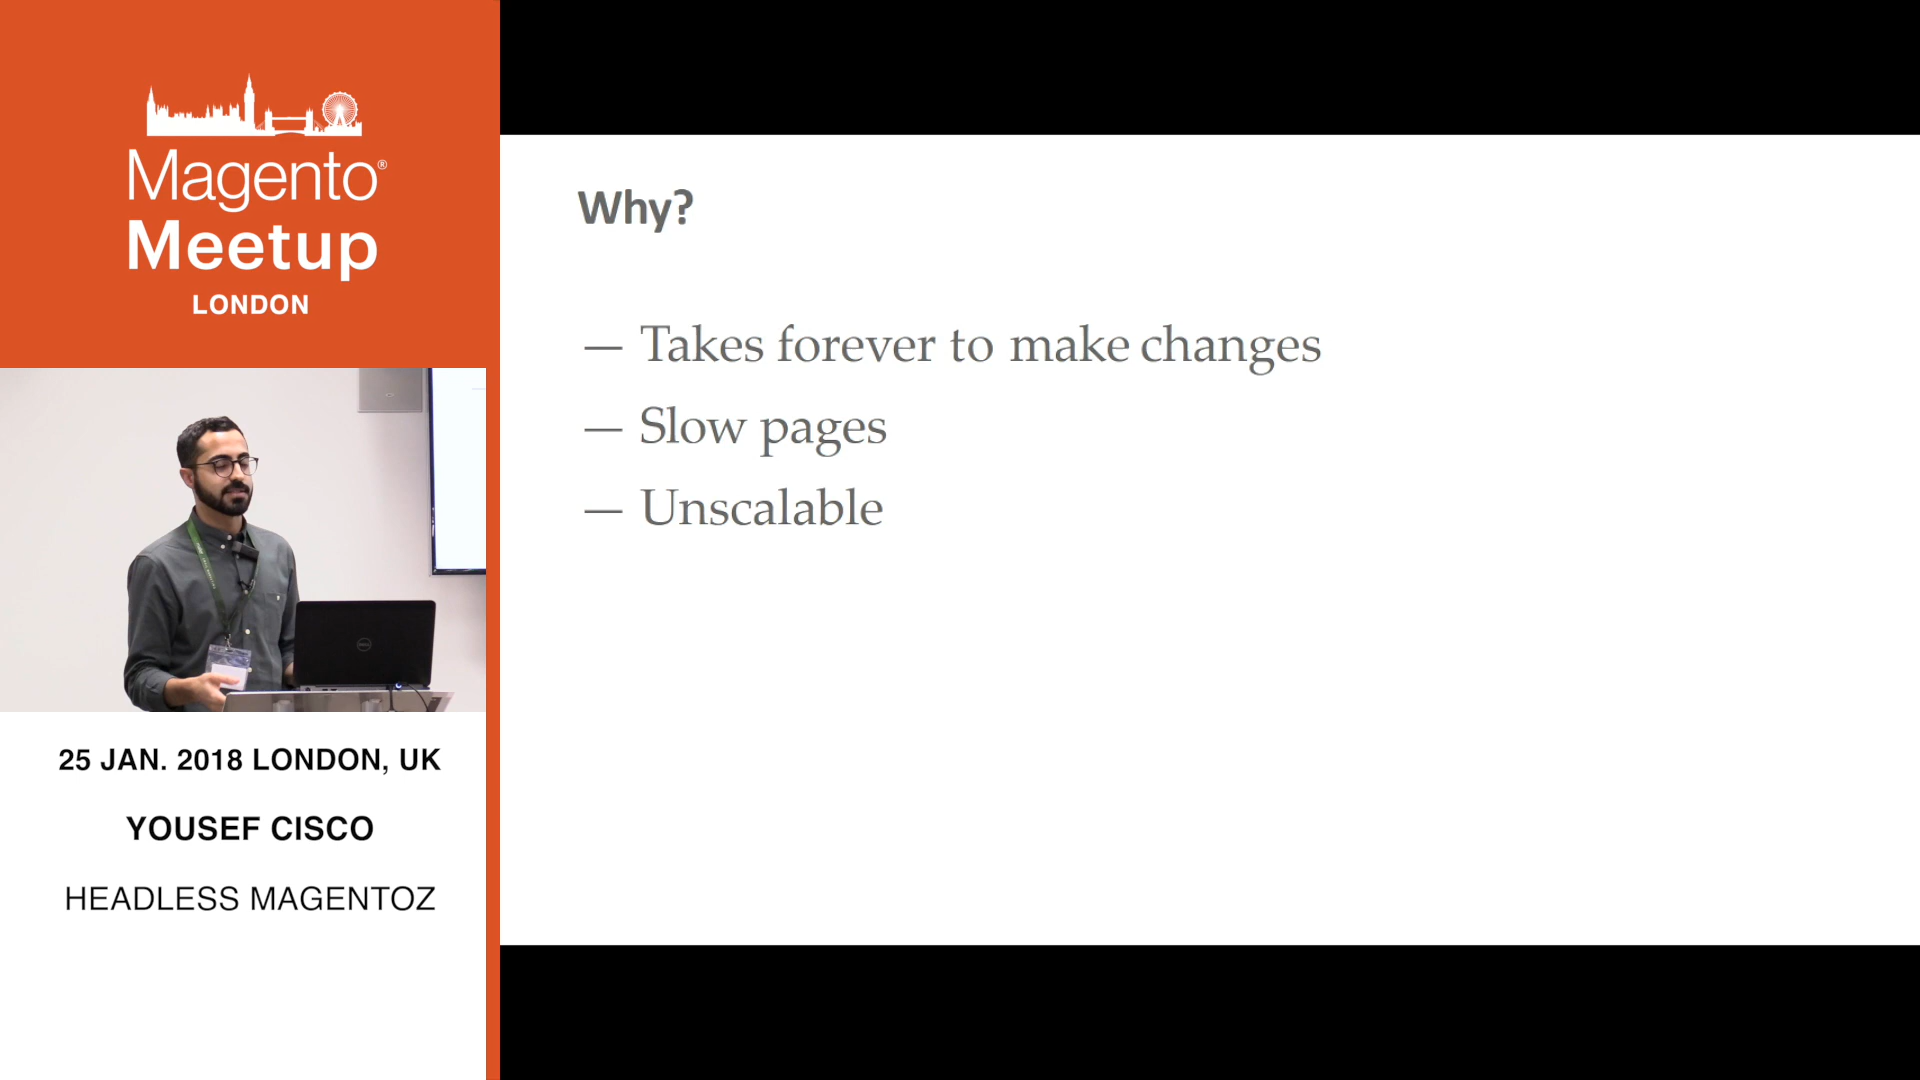 Magento®
Meetup
LONDON
25 JAN. 2018 LONDON, UK
YOUSEF CISCO
HEADLESS MAGENTOZ
Why?
— Takes forever to make changes
— Slow pages
— Unscalable